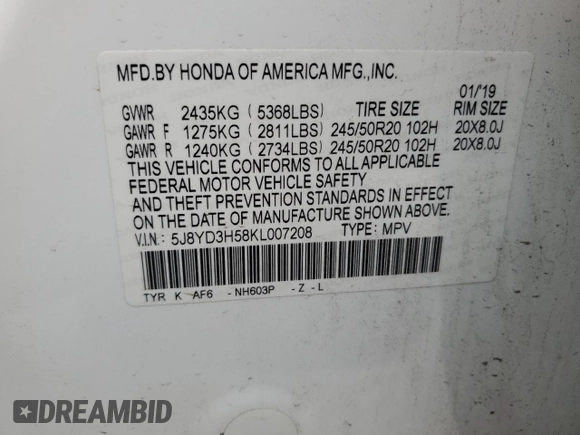 MFD.BY HONDA OF AMERICA MFG.,INC.
01/'19
GVWR 2435KG (5368LBS) TIRE SIZE RIM SIZE
GAWR F 1275KG (2811LBS) 245/50R20 102H 20X8.0J
GAWR R 1240KG (2734LBS) 245/50R20 102H 20X8.0J
THIS VEHICLE CONFORMS TO ALL APPLICABLE
FEDERAL MOTOR VEHICLE SAFETY
AND THEFT PREVENTION STANDARDS IN EFFECT
ON THE DATE OF MANUFACTURE SHOWN ABOVE.
V.I.N: 5J8YD3H58KL007208 TYPE: MPV
TYR K AF6 -NH603P -Z-L
DREAMBID